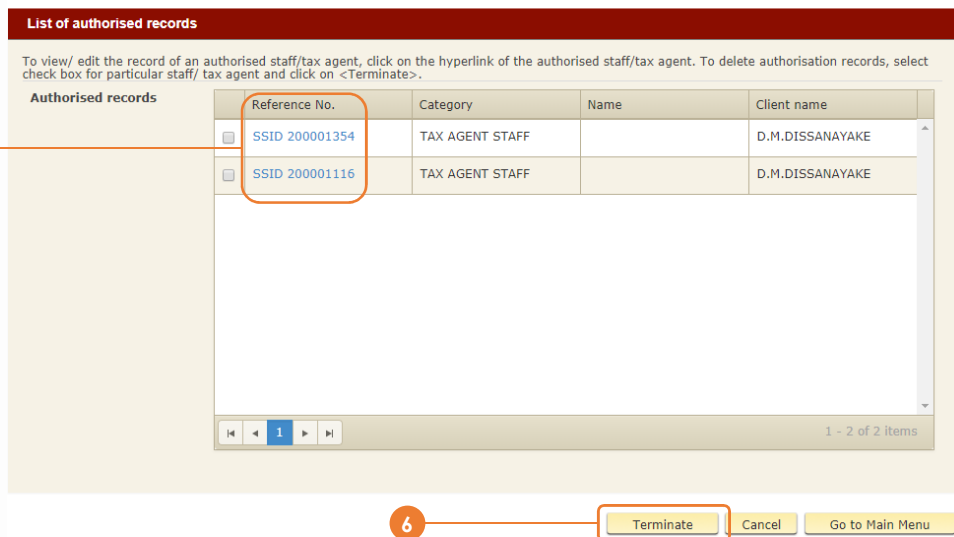 List of authorised records
To view/ edit the record of an authorised staff/tax agent, click on the hyperlink of the authorised staff/tax agent. To delete authorisation records, select
check box for particular staff/ tax agent and click on <Terminate>.
Authorised records
Reference No. Category Name Client name
SSID 200001354 TAX AGENT STAFF D.M.DISSANAYAKE
SSID 200001116 TAX AGENT STAFF D.M.DISSANAYAKE
1 1 - 2 of 2 items
6 Terminate Cancel Go to Main Menu